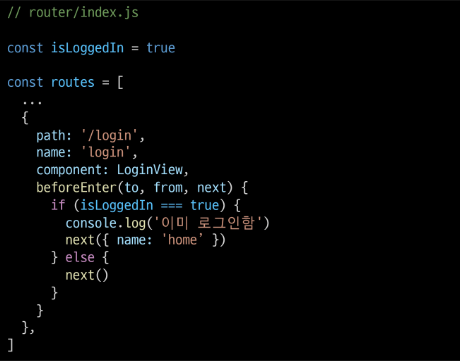 // router/index.js
const isLoggedIn = true
const routes = [
  ...
  {
    path: '/login',
    name: 'login',
    component: LoginView,
    beforeEnter(to, from, next) {
      if (isLoggedIn === true) {
        console.log('이미 로그인함')
        next({ name: 'home’ })
      } else {
        next()
      }
    }
  },
]